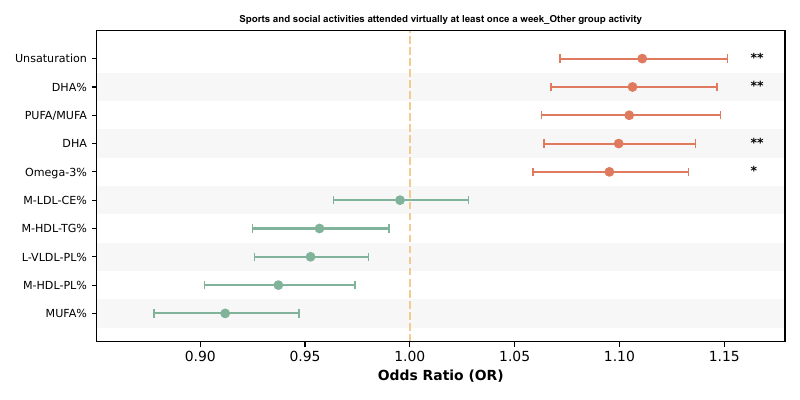 Sports and social activities attended virtually at least once a week_Other group activity
Unsaturation **
DHA% **
PUFA/MUFA
DHA **
Omega-3% *
M-LDL-CE%
M-HDL-TG%
L-VLDL-PL%
M-HDL-PL%
MUFA%
0.90 0.95 1.00 1.05 1.10 1.15
Odds Ratio (OR)